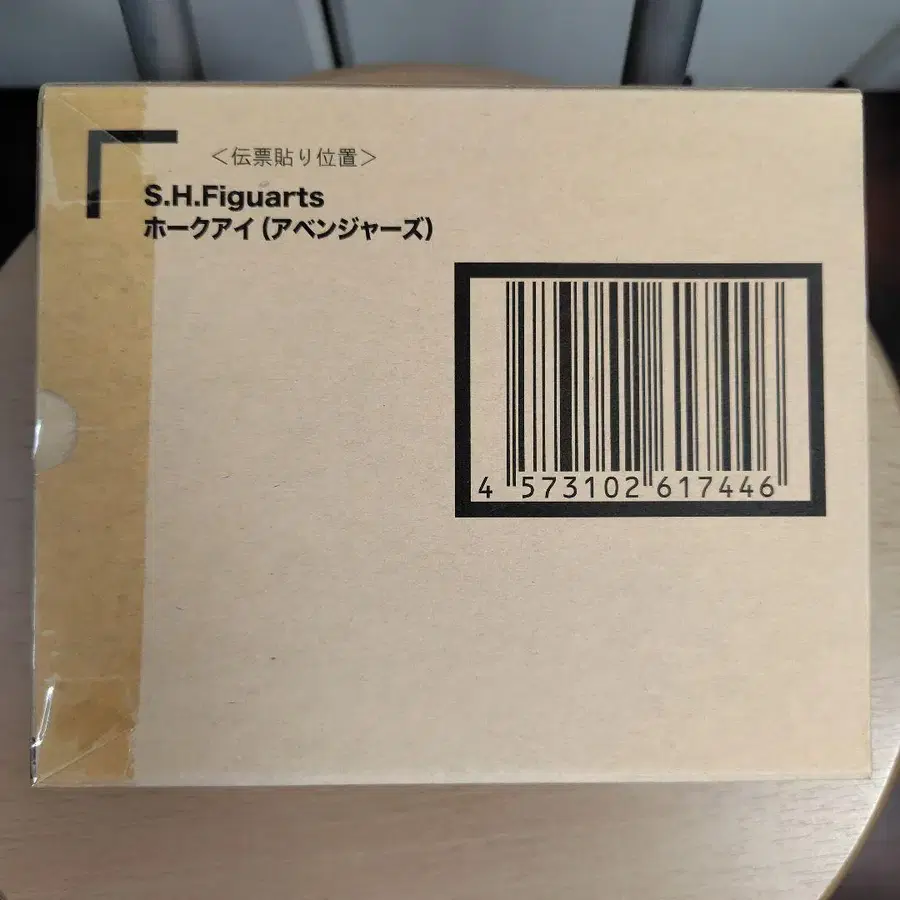 ＜伝票貼り位置＞
S.H.Figuarts
ホークアイ（アベンジャーズ）
4 573102 617446